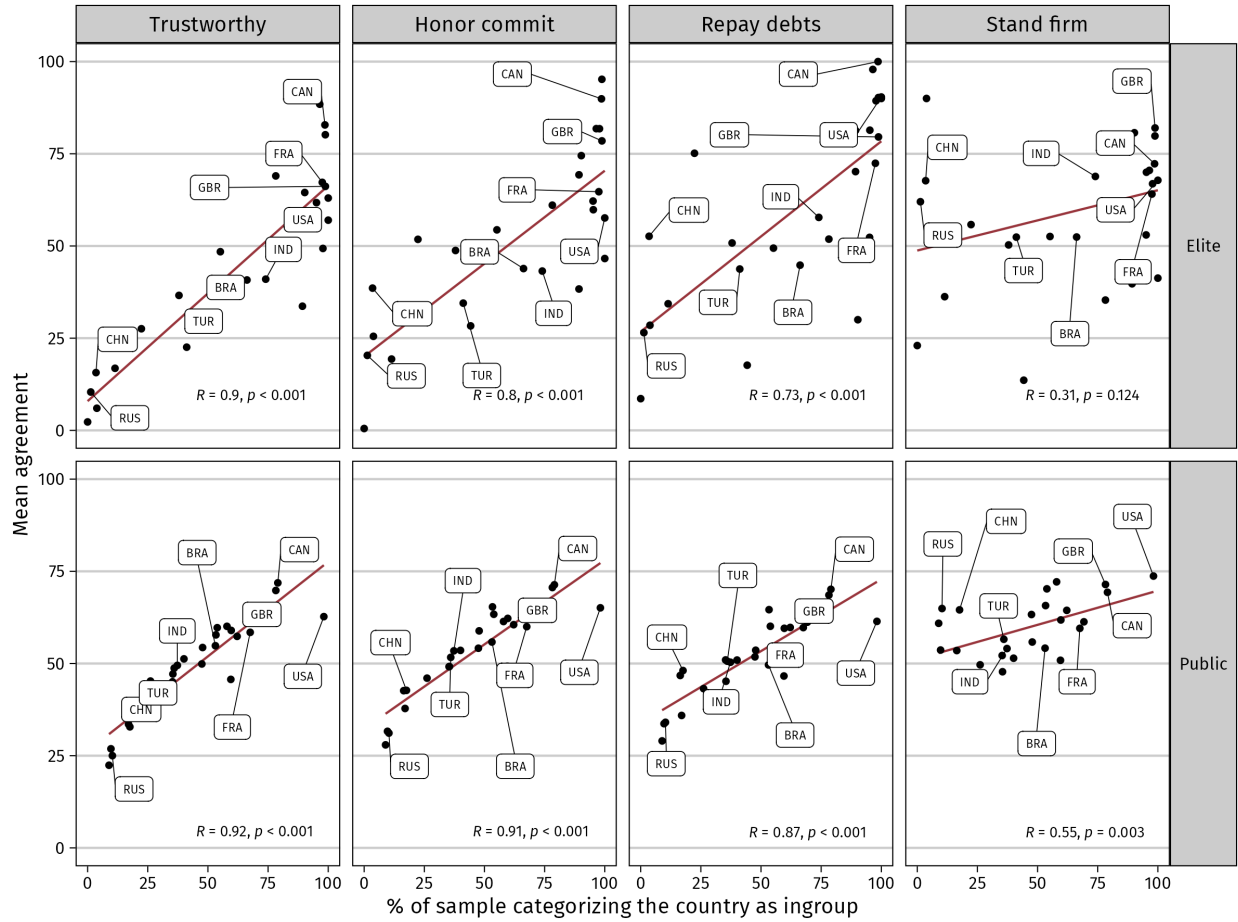 Trustworthy Honor commit Repay debts Stand firm
Elite
Public
Mean agreement
100
75
50
25
0
CAN
FRA
GBR
USA
IND
BRA
TUR
CHN
RUS
R = 0.9, p < 0.001
CAN
GBR
FRA
BRA
USA
CHN
IND
RUS
TUR
R = 0.8, p < 0.001
CAN
GBR
USA
IND
CHN
FRA
TUR
BRA
RUS
R = 0.73, p < 0.001
GBR
CHN
IND
CAN
USA
RUS
TUR
FRA
BRA
R = 0.31, p = 0.124
100
75
50
25
0
BRA
CAN
GBR
IND
USA
TUR
CHN
FRA
RUS
R = 0.92, p < 0.001
CAN
IND
GBR
CHN
USA
FRA
TUR
RUS
BRA
R = 0.91, p < 0.001
CAN
TUR
GBR
CHN
FRA
USA
IND
BRA
RUS
R = 0.87, p < 0.001
USA
CHN
RUS
GBR
TUR
CAN
IND
FRA
BRA
R = 0.55, p = 0.003
0 25 50 75 100 0 25 50 75 100 0 25 50 75 100 0 25 50 75 100
% of sample categorizing the country as ingroup